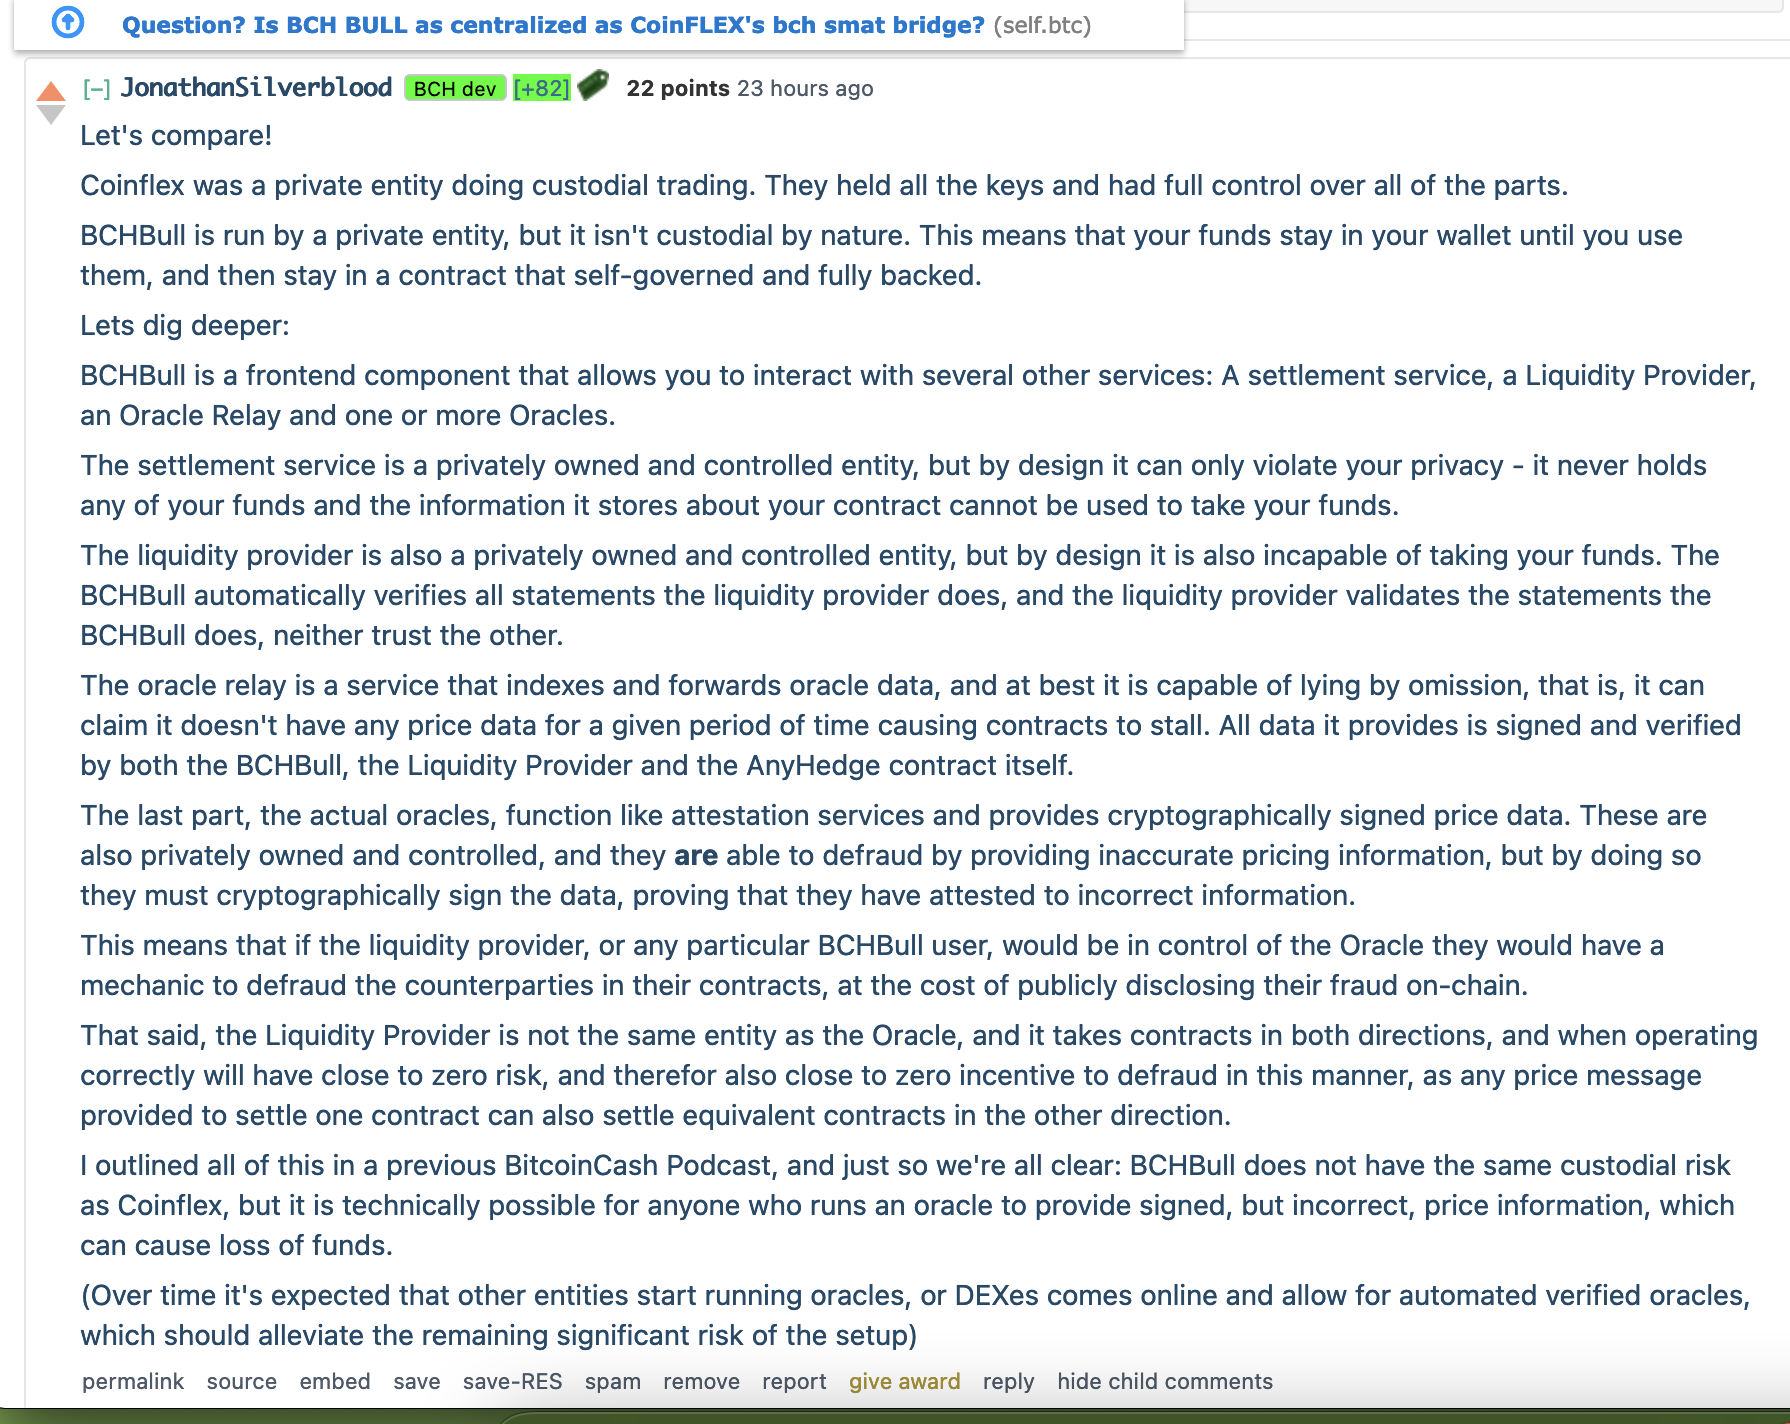 Question? Is BCH BULL as centralized as CoinFLEX's bch smat bridge? (self.btc)
[–] JonathanSilverblood BCH dev [+82] 22 points 23 hours ago
Let's compare!
Coinflex was a private entity doing custodial trading. They held all the keys and had full control over all of the parts.
BCHBull is run by a private entity, but it isn't custodial by nature. This means that your funds stay in your wallet until you use
them, and then stay in a contract that self-governed and fully backed.
Lets dig deeper:
BCHBull is a frontend component that allows you to interact with several other services: A settlement service, a Liquidity Provider,
an Oracle Relay and one or more Oracles.
The settlement service is a privately owned and controlled entity, but by design it can only violate your privacy - it never holds
any of your funds and the information it stores about your contract cannot be used to take your funds.
The liquidity provider is also a privately owned and controlled entity, but by design it is also incapable of taking your funds. The
BCHBull automatically verifies all statements the liquidity provider does, and the liquidity provider validates the statements the
BCHBull does, neither trust the other.
The oracle relay is a service that indexes and forwards oracle data, and at best it is capable of lying by omission, that is, it can
claim it doesn't have any price data for a given period of time causing contracts to stall. All data it provides is signed and verified
by both the BCHBull, the Liquidity Provider and the AnyHedge contract itself.
The last part, the actual oracles, function like attestation services and provides cryptographically signed price data. These are
also privately owned and controlled, and they are able to defraud by providing inaccurate pricing information, but by doing so
they must cryptographically sign the data, proving that they have attested to incorrect information.
This means that if the liquidity provider, or any particular BCHBull user, would be in control of the Oracle they would have a
mechanic to defraud the counterparties in their contracts, at the cost of publicly disclosing their fraud on-chain.
That said, the Liquidity Provider is not the same entity as the Oracle, and it takes contracts in both directions, and when operating
correctly will have close to zero risk, and therefor also close to zero incentive to defraud in this manner, as any price message
provided to settle one contract can also settle equivalent contracts in the other direction.
I outlined all of this in a previous BitcoinCash Podcast, and just so we're all clear: BCHBull does not have the same custodial risk
as Coinflex, but it is technically possible for anyone who runs an oracle to provide signed, but incorrect, price information, which
can cause loss of funds.
(Over time it's expected that other entities start running oracles, or DEXes comes online and allow for automated verified oracles,
which should alleviate the remaining significant risk of the setup)
permalink source embed save save-RES spam remove report give award reply hide child comments